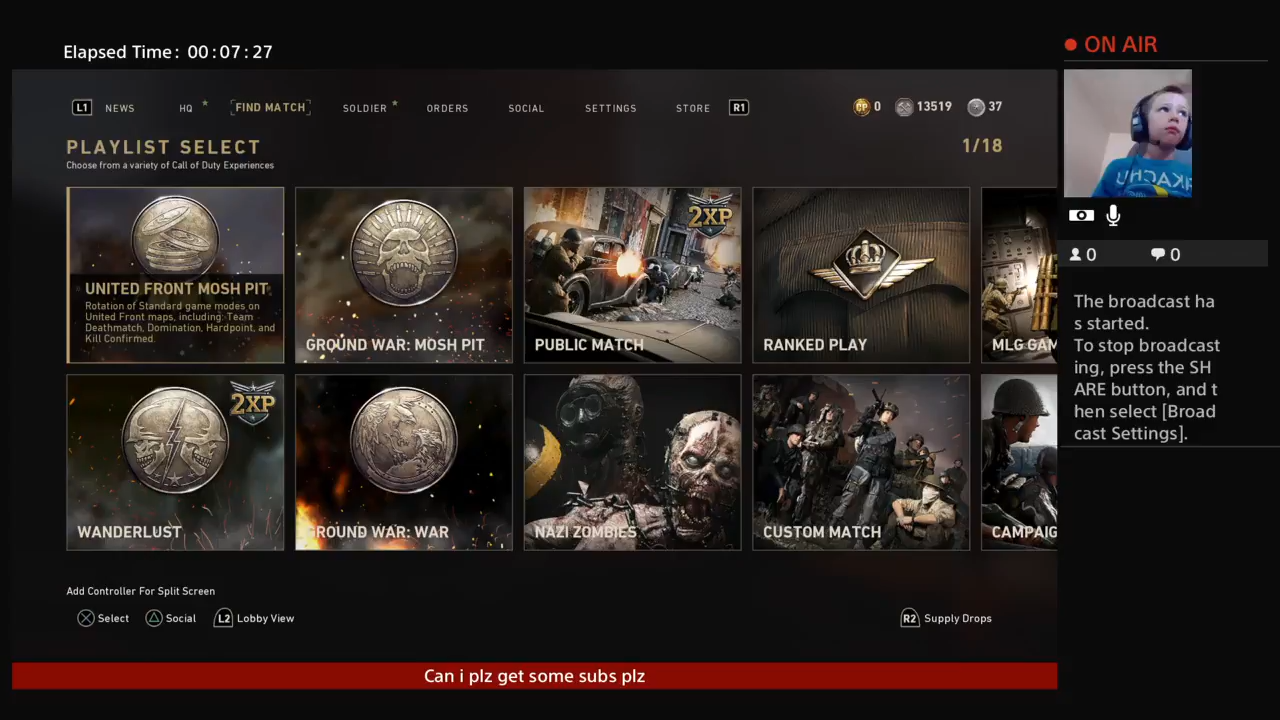 Elapsed Time: 00:07:27
ON AIR
L1 NEWS HQ * FIND MATCH SOLDIER * ORDERS SOCIAL SETTINGS STORE R1
CP 0 13519 37
PLAYLIST SELECT
1/18
Choose from a variety of Call of Duty Experiences
UNITED FRONT MOSH PIT
Rotation of Standard game modes on
United Front maps, including: Team
Deathmatch, Domination, Hardpoint, and
Kill Confirmed.
GROUND WAR: MOSH PIT
2XP
PUBLIC MATCH
RANKED PLAY
MLG GAM
2XP
WANDERLUST
GROUND WAR: WAR
NAZI ZOMBIES
CUSTOM MATCH
CAMPAIG
Add Controller For Split Screen
Select Social L2 Lobby View
R2 Supply Drops
Can i plz get some subs plz
0 0
The broadcast ha
s started.
To stop broadcast
ing, press the SH
ARE button, and t
hen select [Broad
cast Settings].